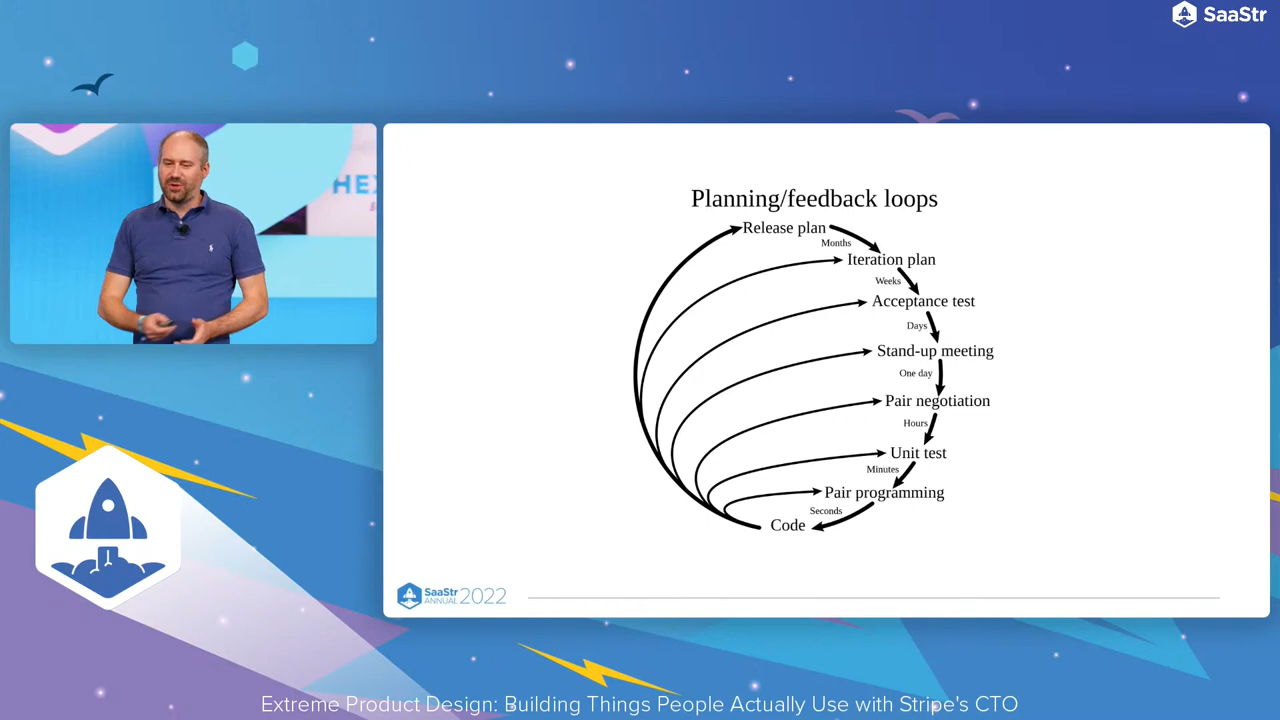 SaaStr
HEX
Planning/feedback loops
Release plan
Months
Iteration plan
Weeks
Acceptance test
Days
Stand-up meeting
One day
Pair negotiation
Hours
Unit test
Minutes
Pair programming
Seconds
Code
SaaStr
ANNUAL 2022
Extreme Product Design: Building Things People Actually Use with Stripe's CTO